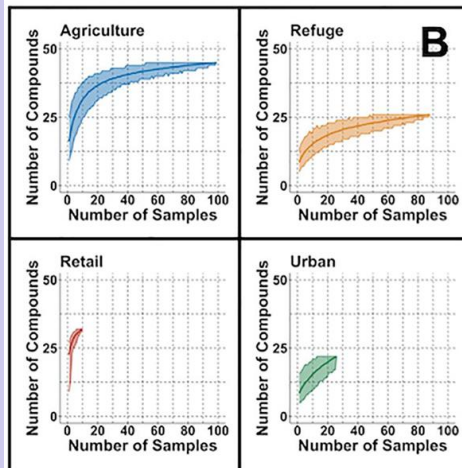 Agriculture
Number of Compounds
50
25
0
0 20 40 60 80 100
Number of Samples
Refuge
B
Number of Compounds
50
25
0
0 20 40 60 80 100
Number of Samples
Retail
Number of Compounds
50
25
0
0 20 40 60 80 100
Number of Samples
Urban
Number of Compounds
50
25
0
0 20 40 60 80 100
Number of Samples